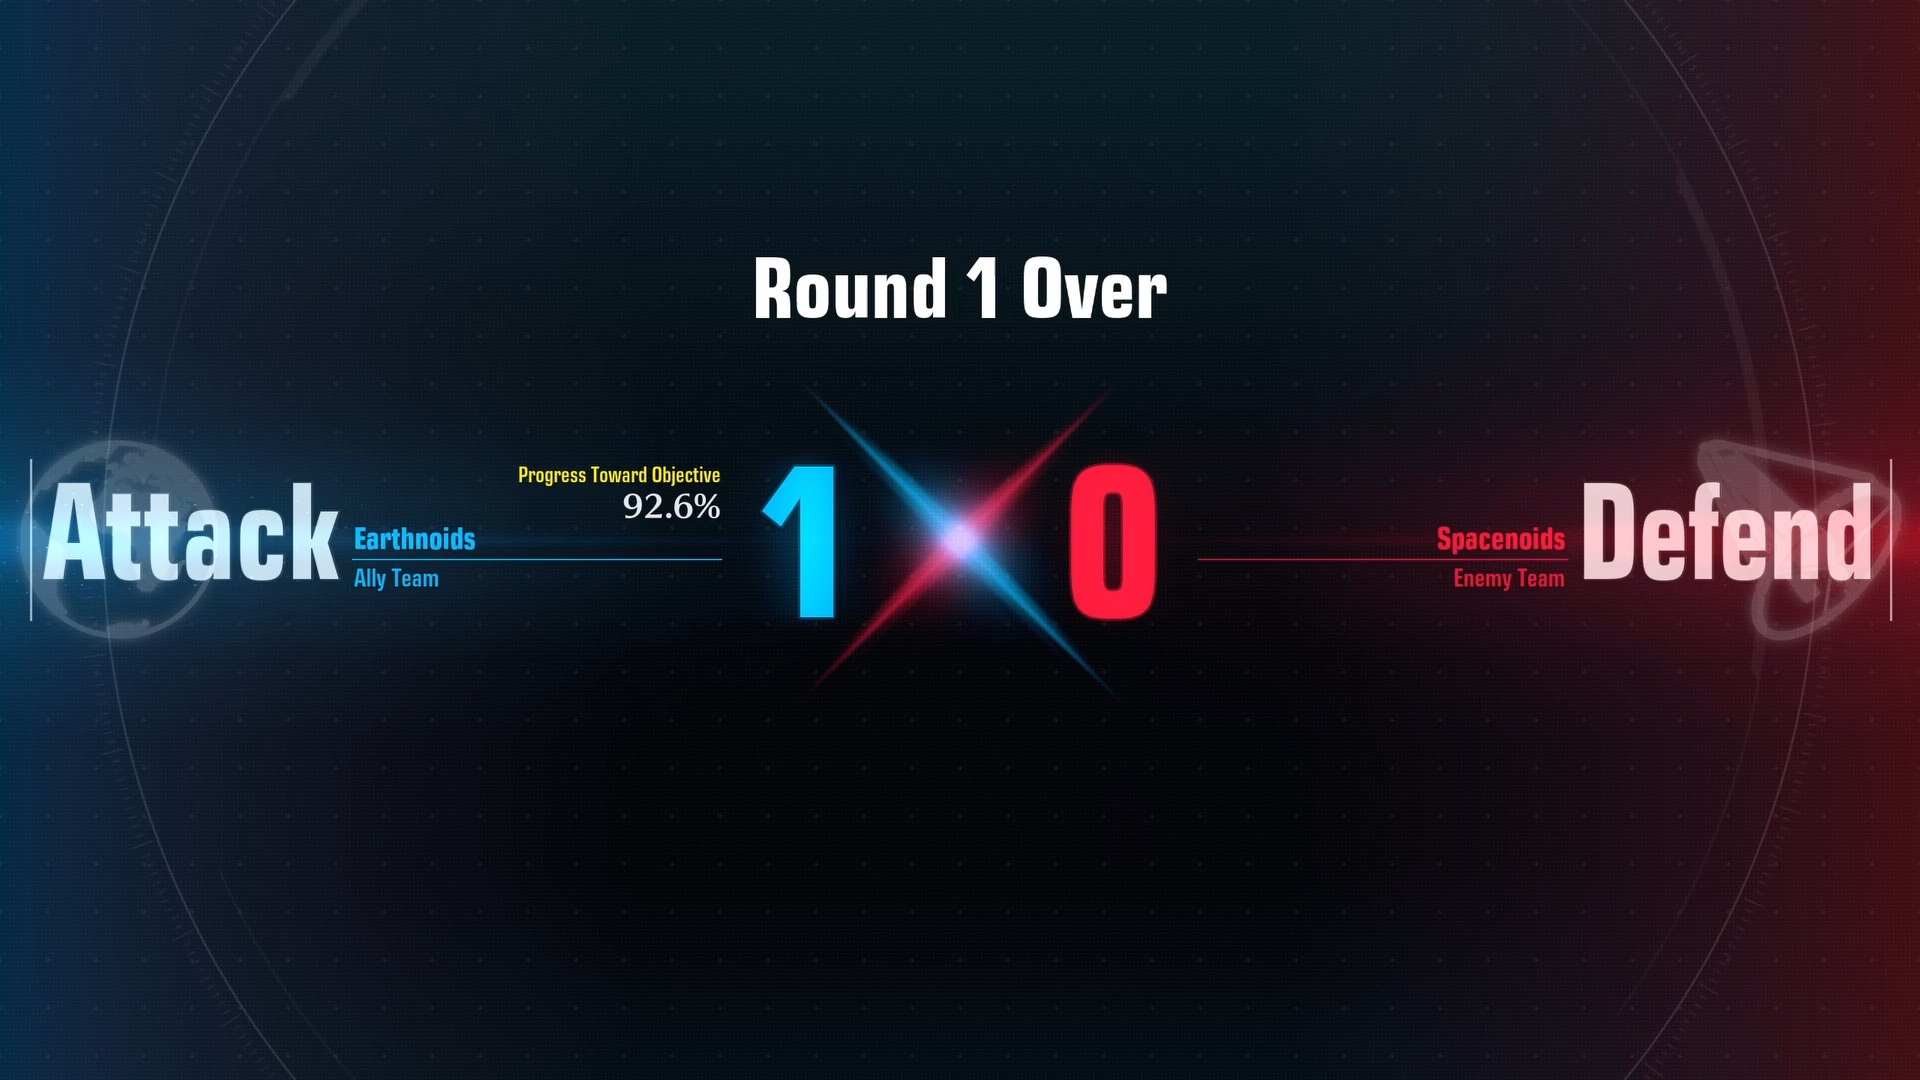 Round 1 Over
Attack
Progress Toward Objective
92.6%
Earthnoids
Ally Team
1
0
Spacenoids
Enemy Team
Defend